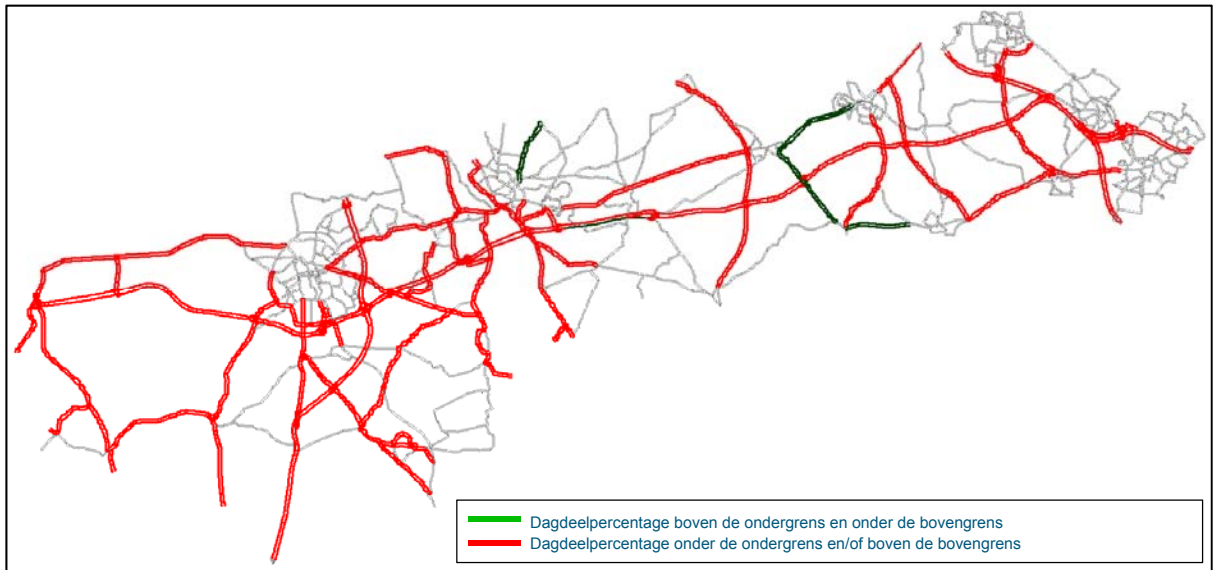 Dagdeelpercentage boven de ondergrens en onder de bovengrens
Dagdeelpercentage onder de ondergrens en/of boven de bovengrens